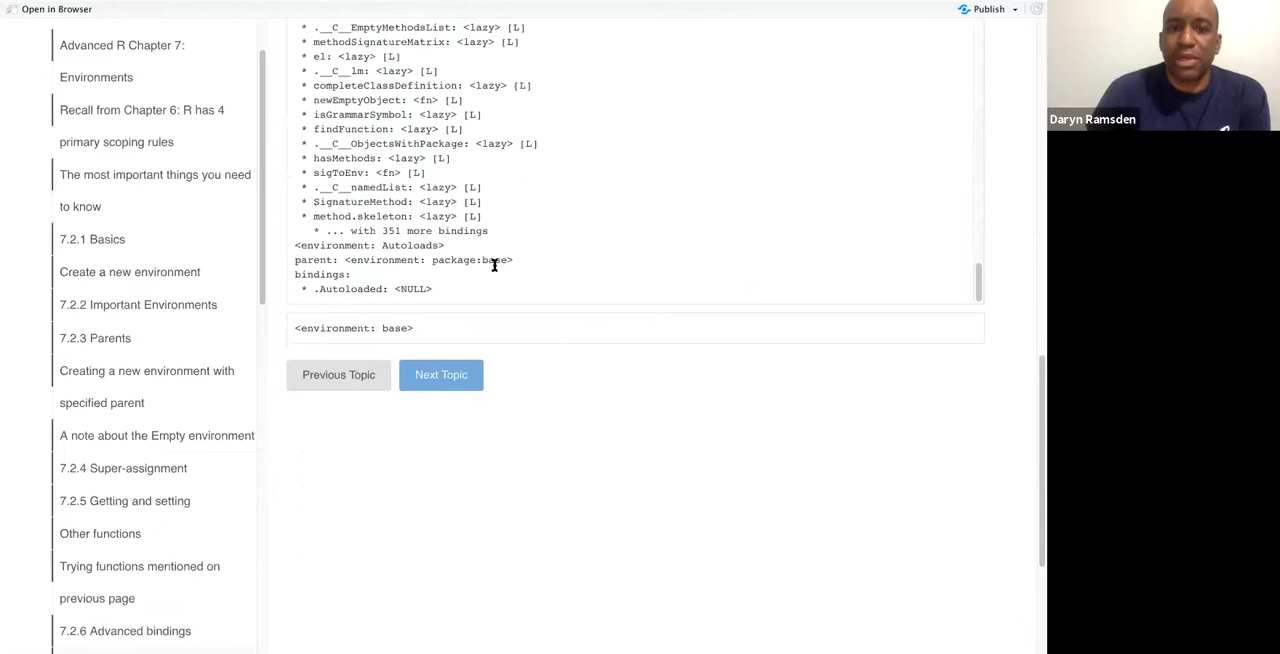 Open in Browser
Publish
Advanced R Chapter 7:
Environments
Recall from Chapter 6: R has 4
primary scoping rules
The most important things you need
to know
7.2.1 Basics
Create a new environment
7.2.2 Important Environments
7.2.3 Parents
Creating a new environment with
specified parent
A note about the Empty environment
7.2.4 Super-assignment
7.2.5 Getting and setting
Other functions
Trying functions mentioned on
previous page
7.2.6 Advanced bindings
* .__C__EmptyMethodsList: <lazy> [L]
* methodSignatureMatrix: <lazy> [L]
* el: <lazy> [L]
* .__C__lm: <lazy> [L]
* completeClassDefinition: <lazy> [L]
* newEmptyObject: <fn> [L]
* isGrammarSymbol: <lazy> [L]
* findFunction: <lazy> [L]
* .__C__ObjectsWithPackage: <lazy> [L]
* hasMethods: <lazy> [L]
* sigToEnv: <fn> [L]
* .__C__namedList: <lazy> [L]
* SignatureMethod: <lazy> [L]
* method.skeleton: <lazy> [L]
* ... with 351 more bindings
<environment: Autoloads>
parent: <environment: package:base>
bindings:
* .Autoloaded: <NULL>
<environment: base>
Previous Topic
Next Topic
Daryn Ramsden